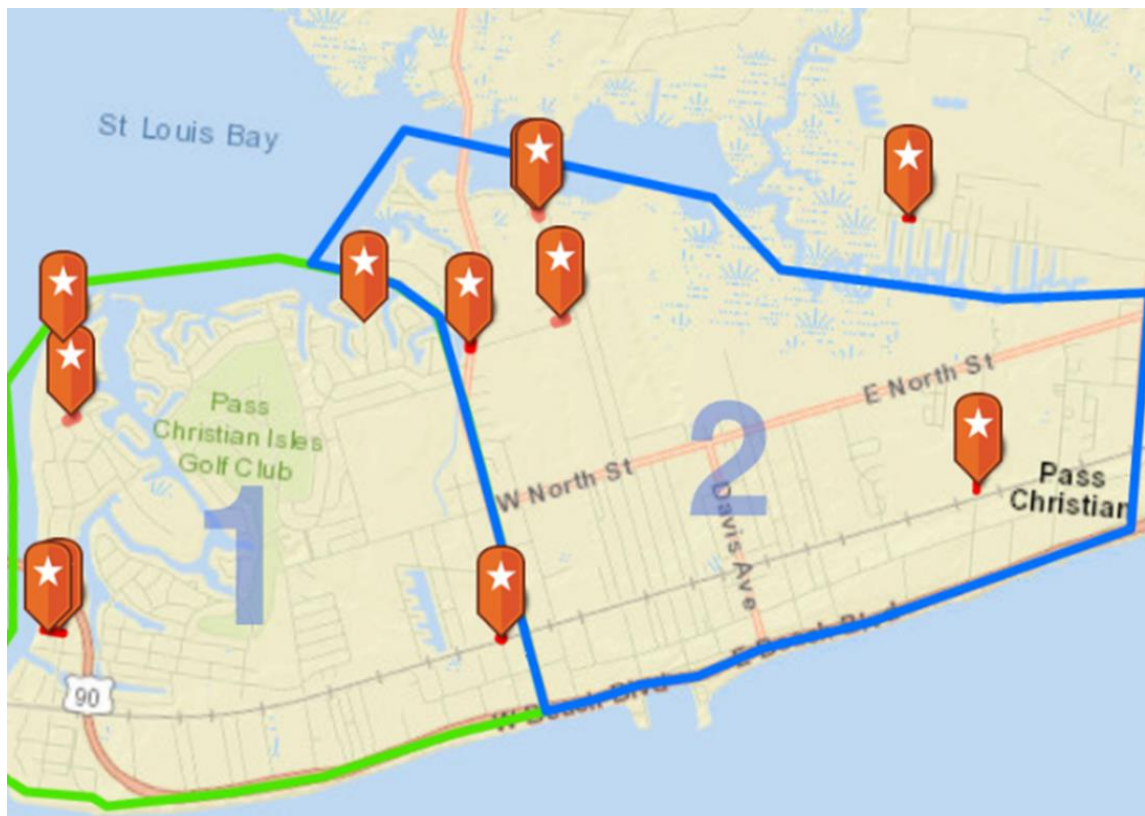 St Louis Bay
Pass
Christian Isles
Golf Club
1
2
E North St
W North St
Davis Ave
Pass
Christian
E Beach Blvd
W Beach Blvd
90